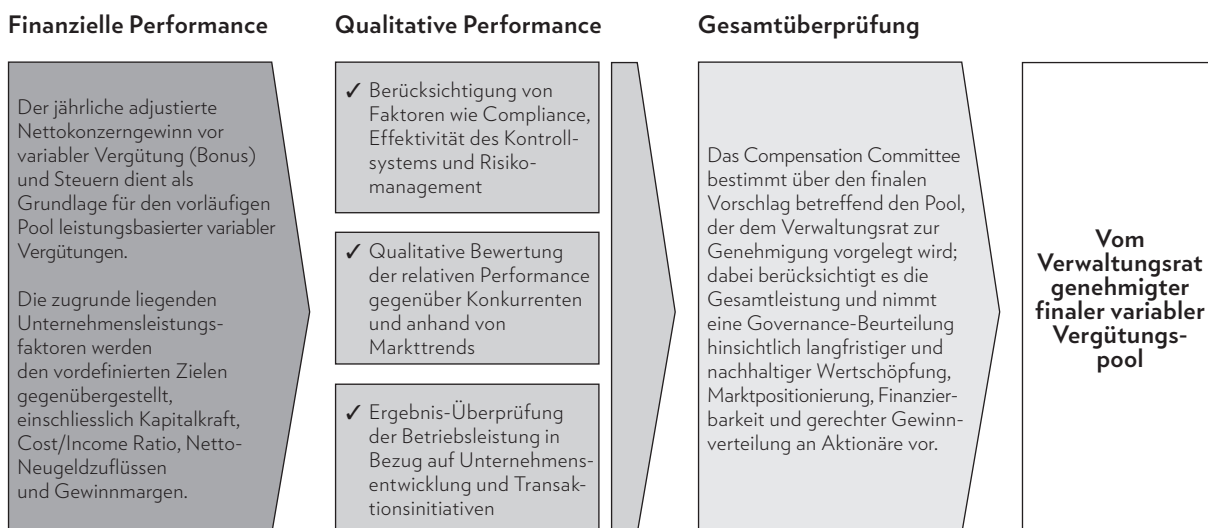 Finanzielle Performance
Der jährliche adjustierte
Nettokonzerngewinn vor
variabler Vergütung (Bonus)
und Steuern dient als
Grundlage für den vorläufigen
Pool leistungsbasierter variabler
Vergütungen.
Die zugrunde liegenden
Unternehmensleistungs-
faktoren werden
den vordefinierten Zielen
gegenübergestellt,
einschliesslich Kapitalkraft,
Cost/Income Ratio, Netto-
Neugeldzuflüssen
und Gewinnmargen.
Qualitative Performance
✓ Berücksichtigung von
Faktoren wie Compliance,
Effektivität des Kontroll-
systems und Risiko-
management
✓ Qualitative Bewertung
der relativen Performance
gegenüber Konkurrenten
und anhand von
Markttrends
✓ Ergebnis-Überprüfung
der Betriebsleistung in
Bezug auf Unternehmens-
entwicklung und Transak-
tionsinitiativen
Gesamtüberprüfung
Das Compensation Committee
bestimmt über den finalen
Vorschlag betreffend den Pool,
der dem Verwaltungsrat zur
Genehmigung vorgelegt wird;
dabei berücksichtigt es die
Gesamtleistung und nimmt
eine Governance-Beurteilung
hinsichtlich langfristiger und
nachhaltiger Wertschöpfung,
Marktpositionierung, Finanzier-
barkeit und gerechter Gewinn-
verteilung an Aktionäre vor.
Vom
Verwaltungsrat
genehmigter
finaler variabler
Vergütungs-
pool